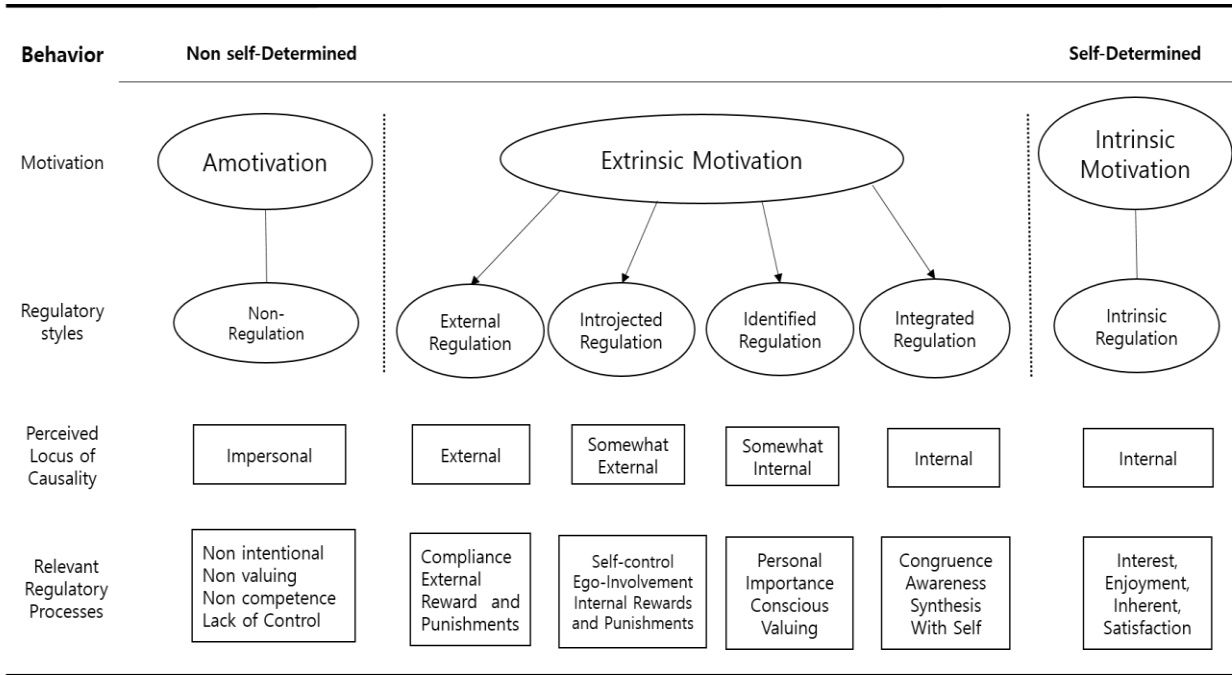 Behavior
Non self-Determined
Self-Determined
Motivation
Amotivation
Extrinsic Motivation
Intrinsic
Motivation
Regulatory
styles
Non-
Regulation
External
Regulation
Introjected
Regulation
Identified
Regulation
Integrated
Regulation
Intrinsic
Regulation
Perceived
Locus of
Causality
Impersonal
External
Somewhat
External
Somewhat
Internal
Internal
Internal
Relevant
Regulatory
Processes
Non intentional
Non valuing
Non competence
Lack of Control
Compliance
External
Reward and
Punishments
Self-control
Ego-Involvement
Internal Rewards
and Punishments
Personal
Importance
Conscious
Valuing
Congruence
Awareness
Synthesis
With Self
Interest,
Enjoyment,
Inherent,
Satisfaction